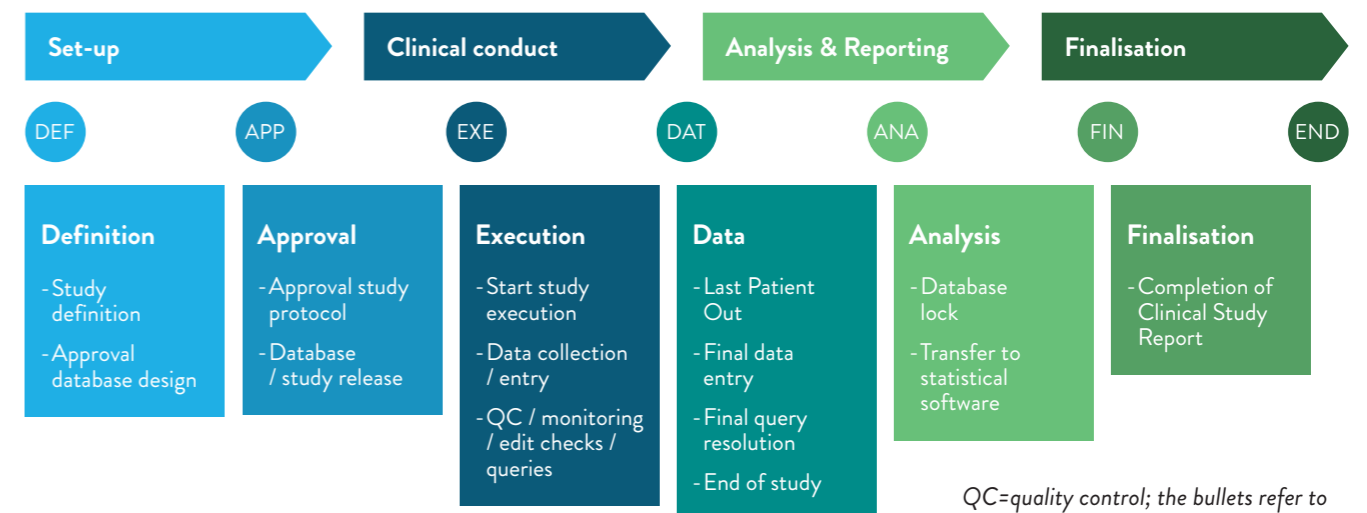 Set-up
Clinical conduct
Analysis & Reporting
Finalisation
DEF
APP
EXE
DAT
ANA
FIN
END
Definition
-Study
definition
-Approval
database design
Approval
-Approval study
protocol
-Database
/ study release
Execution
-Start study
execution
-Data collection
/ entry
-QC / monitoring
/ edit checks /
queries
Data
-Last Patient
Out
-Final data
entry
-Final query
resolution
-End of study
Analysis
-Database
lock
-Transfer to
statistical
software
Finalisation
-Completion of
Clinical Study
Report
QC=quality control; the bullets refer to